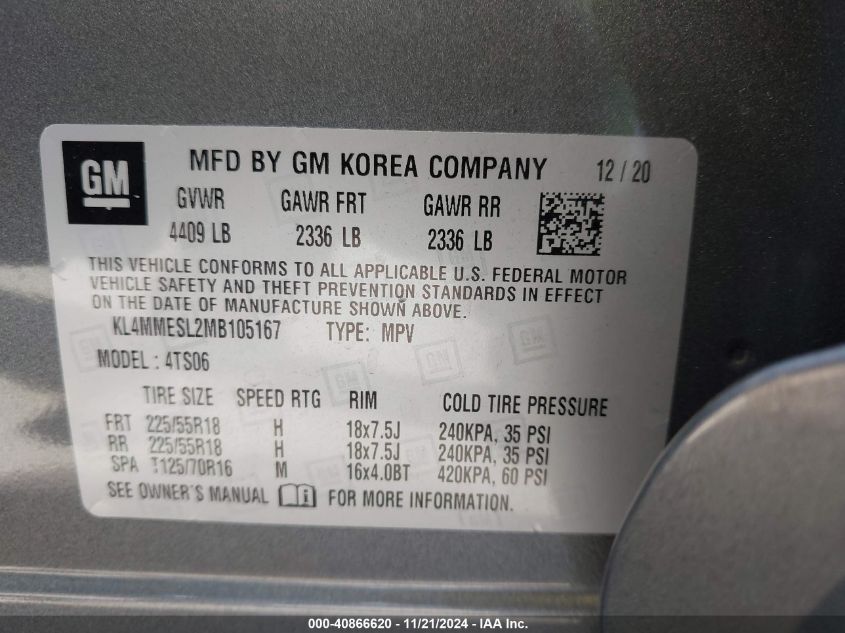 GM MFD BY GM KOREA COMPANY 12 / 20
GVWR GAWR FRT GAWR RR
4409 LB 2336 LB 2336 LB
THIS VEHICLE CONFORMS TO ALL APPLICABLE U.S. FEDERAL MOTOR
VEHICLE SAFETY AND THEFT PREVENTION STANDARDS IN EFFECT
ON THE DATE OF MANUFACTURE SHOWN ABOVE.
KL4MMESL2MB105167 TYPE: MPV
MODEL: 4TS06
TIRE SIZE SPEED RTG RIM COLD TIRE PRESSURE
FRT 225/55R18 H 18x7.5J 240KPA, 35 PSI
RR 225/55R18 H 18x7.5J 240KPA, 35 PSI
SPA T125/70R16 M 16x4.0BT 420KPA, 60 PSI
SEE OWNER'S MANUAL FOR MORE INFORMATION.
000-40866620 - 11/21/2024 - IAA Inc.